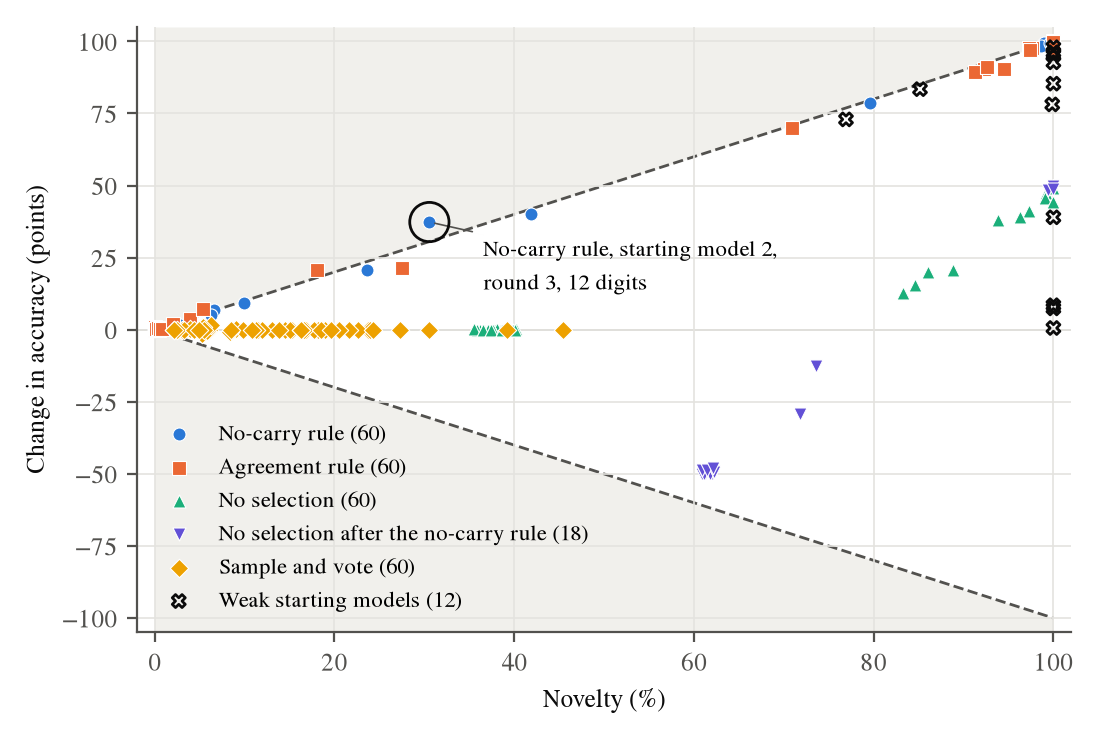 100
75
50
25
0
−25
−50
−75
−100
Change in accuracy (points)
No-carry rule, starting model 2,
round 3, 12 digits
No-carry rule (60)
Agreement rule (60)
No selection (60)
No selection after the no-carry rule (18)
Sample and vote (60)
Weak starting models (12)
0 20 40 60 80 100
Novelty (%)